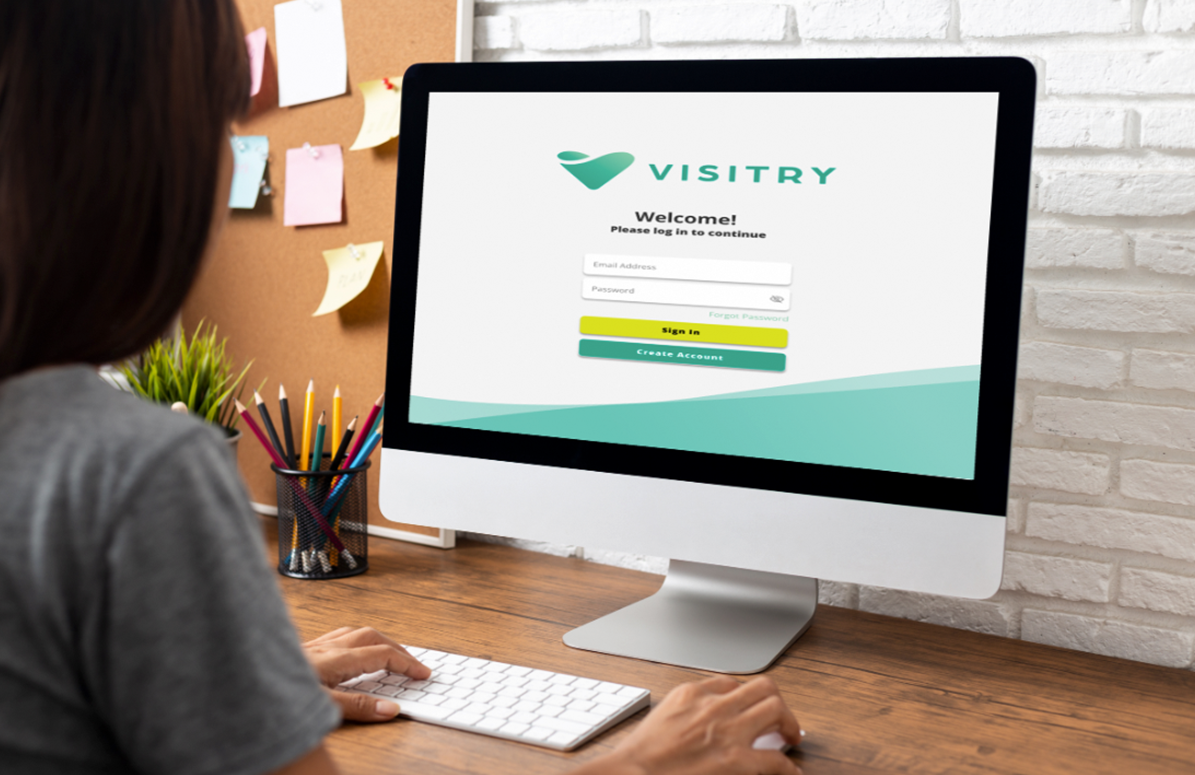 VISITRY
Welcome!
Please log in to continue
Email Address
Password
Forgot Password
Sign In
Create Account